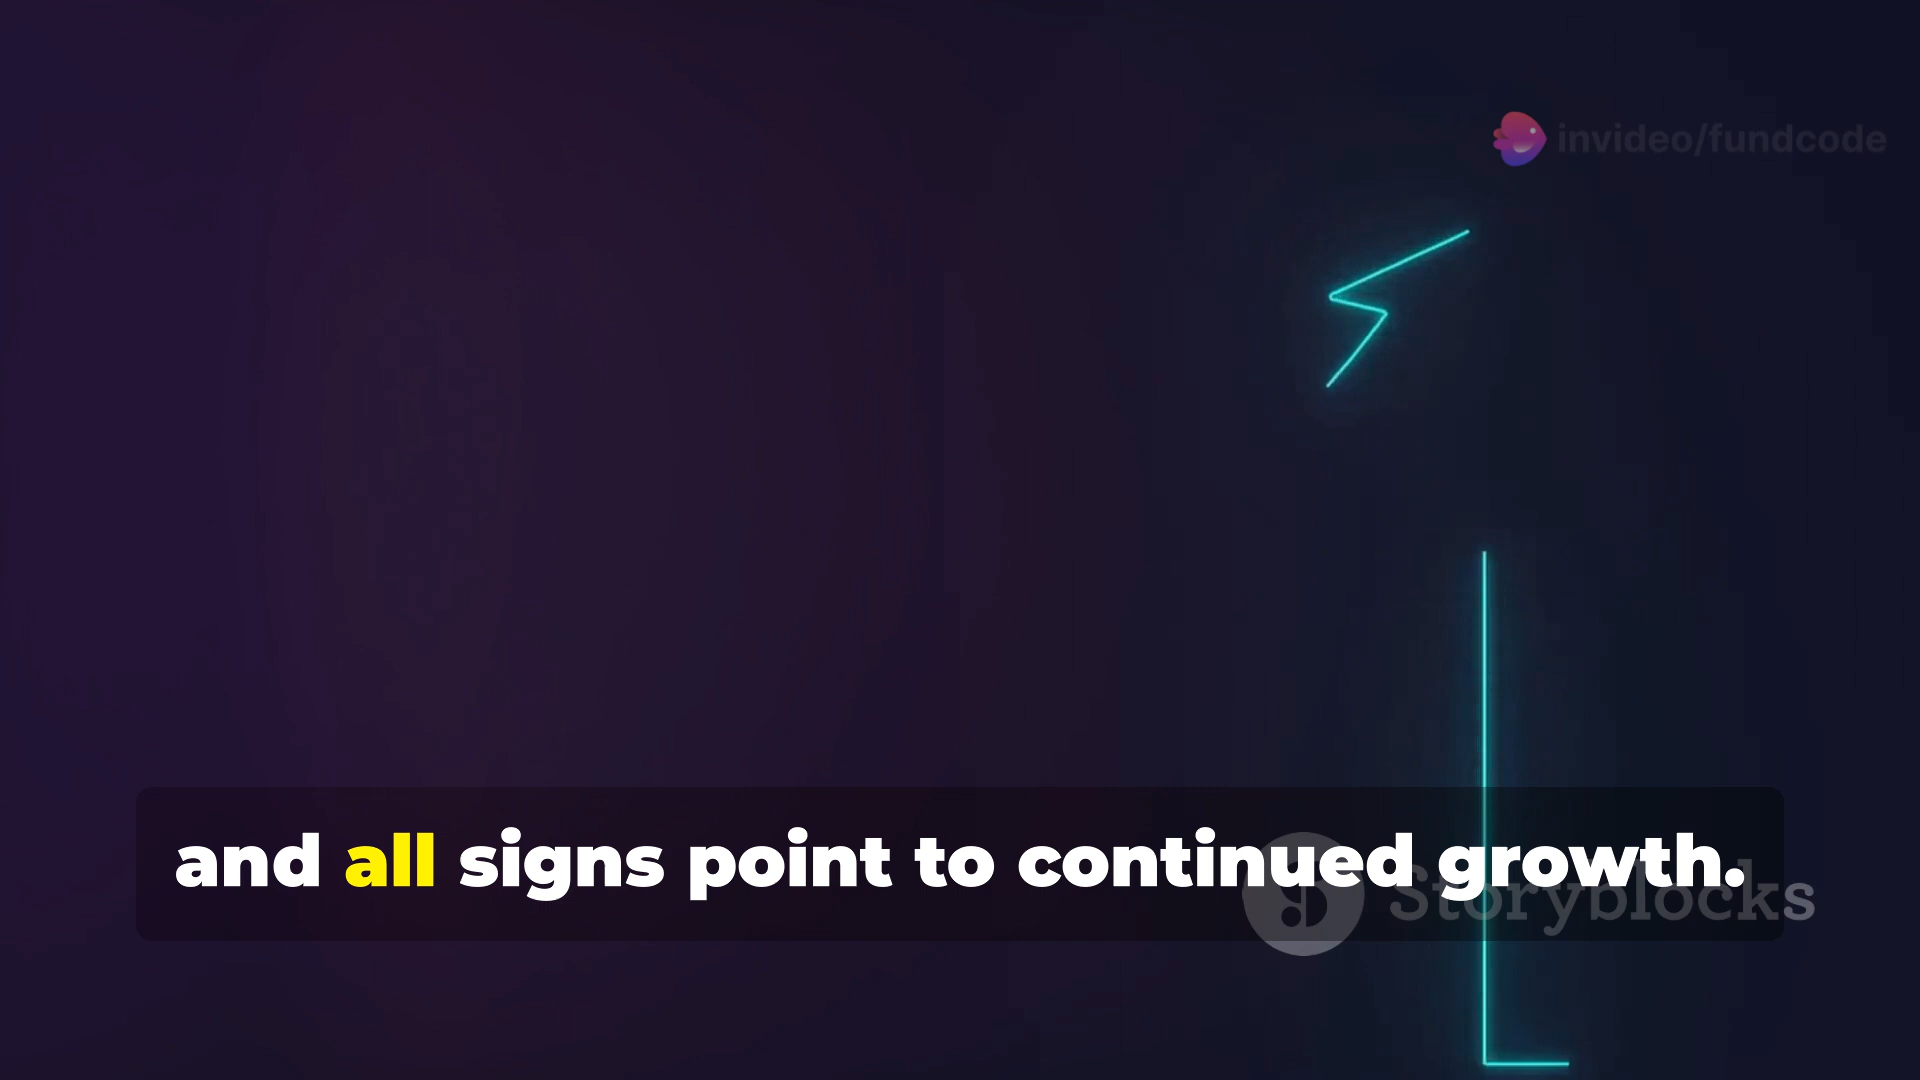 invideo/fundcode
and all signs point to continued growth.
Storyblocks